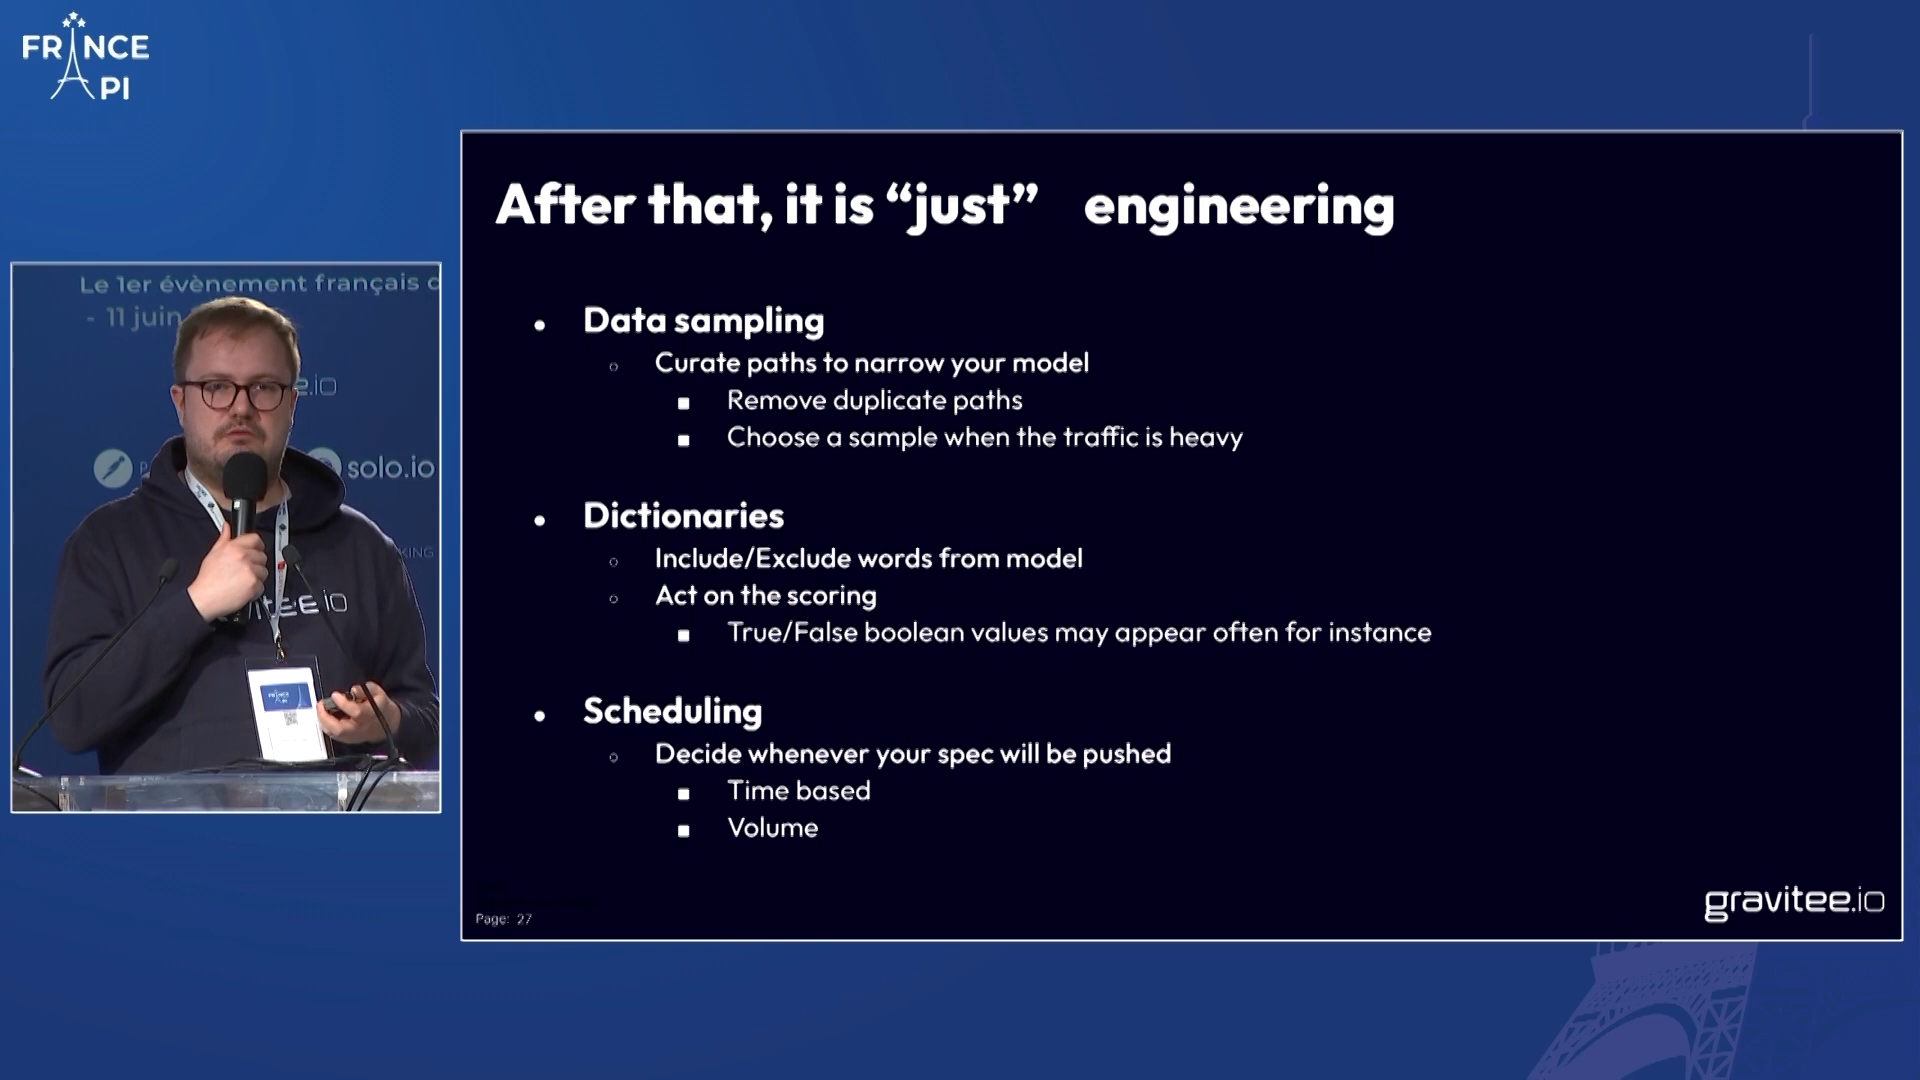 FRANCE
API
Le 1er évènement français
- 11 juin
solo.io
io
After that, it is “just” engineering
• Data sampling
○ Curate paths to narrow your model
■ Remove duplicate paths
■ Choose a sample when the traffic is heavy
• Dictionaries
○ Include/Exclude words from model
○ Act on the scoring
■ True/False boolean values may appear often for instance
• Scheduling
○ Decide whenever your spec will be pushed
■ Time based
■ Volume
Page: 27
gravitee.io